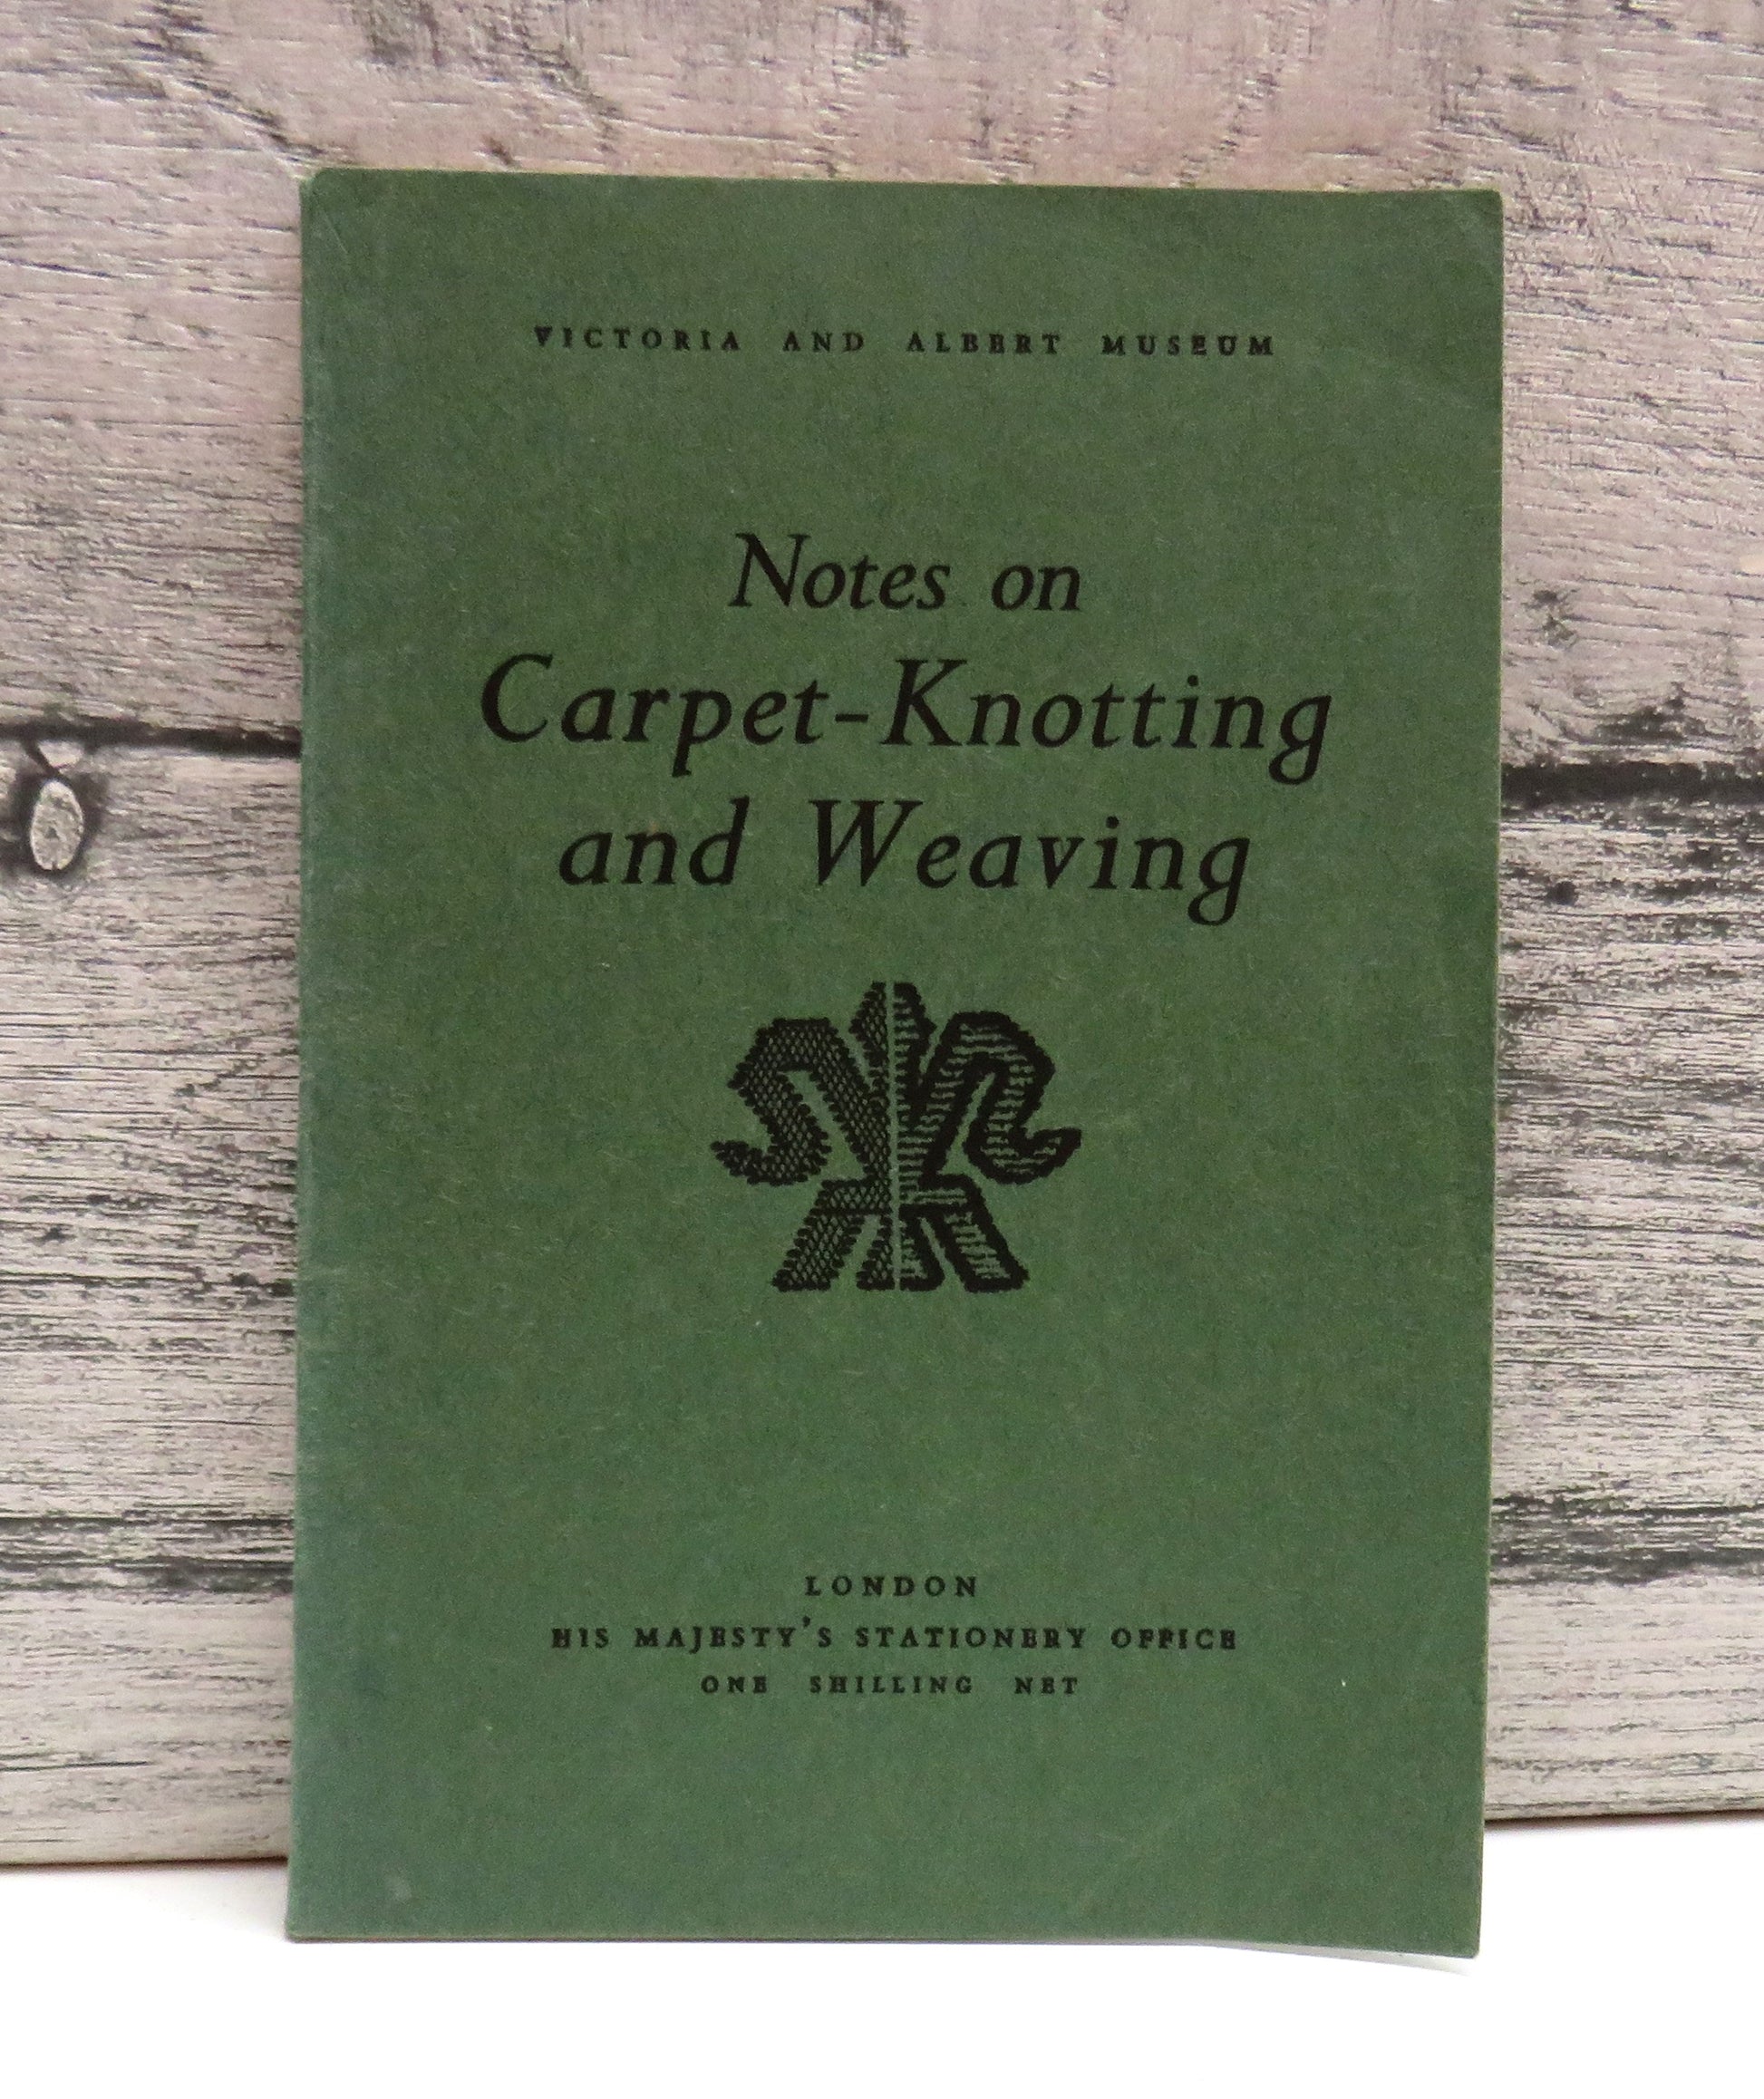 VICTORIA AND ALBERT MUSEUM
Notes on
Carpet-Knotting
and Weaving
LONDON
HIS MAJESTY'S STATIONERY OFFICE
ONE SHILLING NET